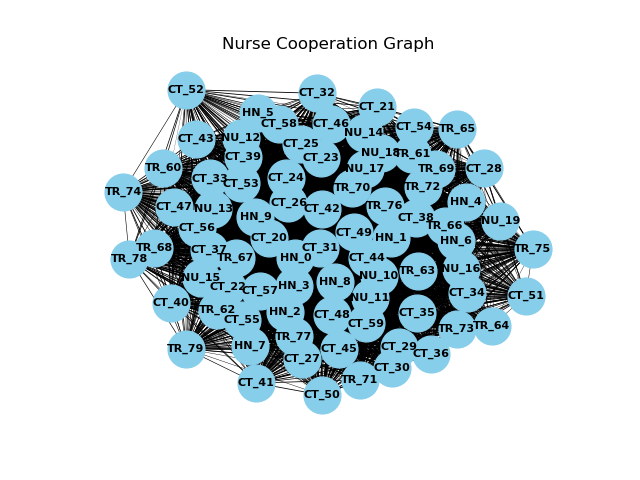 Nurse Cooperation Graph
CT_52
CT_32
CT_21
HN_5
CT_58
CT_46
CT_54
TR_65
NU_14
CT_43
NU_12
CT_25
NU_18
TR_61
CT_39
CT_23
TR_60
NU_17
TR_69
CT_28
CT_33
CT_53
CT_24
TR_70
TR_72
TR_74
CT_47
NU_13
CT_26
CT_42
TR_76
HN_4
HN_9
CT_38
NU_19
CT_56
TR_66
CT_20
CT_49
HN_1
HN_6
TR_68
CT_37
CT_31
TR_75
TR_78
TR_67
HN_0
CT_44
NU_15
NU_10
TR_63
NU_16
CT_22
CT_57
HN_3
HN_8
CT_34
CT_51
CT_40
TR_62
HN_2
NU_11
CT_55
CT_48
CT_59
CT_35
TR_73
TR_64
TR_77
TR_79
HN_7
CT_27
CT_45
CT_29
CT_36
CT_30
CT_41
TR_71
CT_50